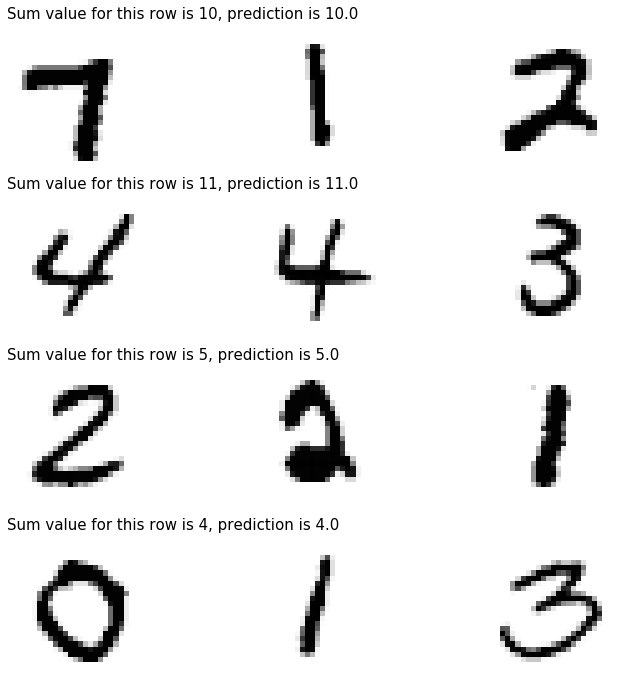 Sum value for this row is 10, prediction is 10.0
7 1 2
Sum value for this row is 11, prediction is 11.0
4 4 3
Sum value for this row is 5, prediction is 5.0
2 2 1
Sum value for this row is 4, prediction is 4.0
0 1 3